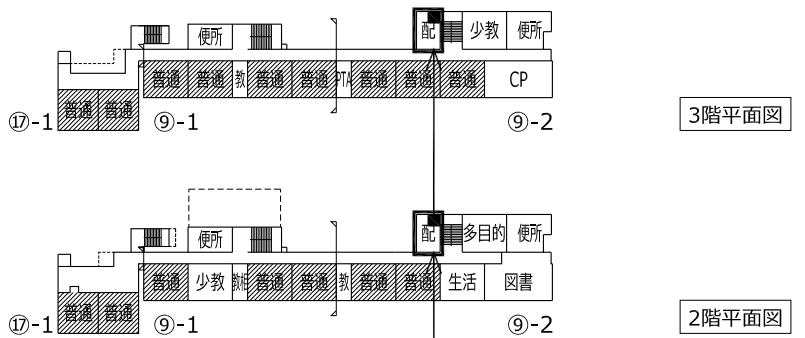 便所 配 少教 便所
普通 普通 教 普通 普通 PTA 普通 普通 普通 CP
普通 普通
⑰-1 ⑨-1 ⑨-2 3階平面図
便所 配 多目的 便所
普通 少教 教相 普通 普通 教 普通 普通 生活 図書
普通 普通
⑰-1 ⑨-1 ⑨-2 2階平面図